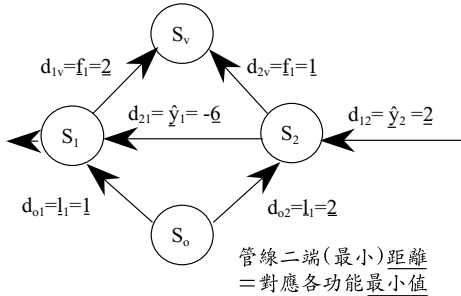 Sv
d1v=f1=2
d2v=f1=1
d21= ŷ1= -6
d12= ŷ2 =2
S1
S2
do1=l1=1
do2=l1=2
So
管線二端(最小)距離
=對應各功能最小值